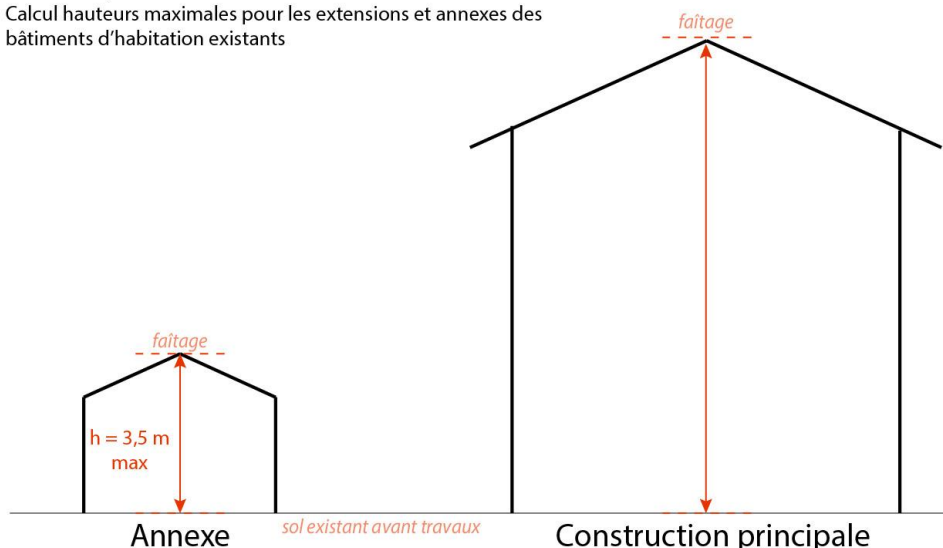 Calcul hauteurs maximales pour les extensions et annexes des
bâtiments d’habitation existants
faîtage
faîtage
h = 3,5 m
max
Annexe
sol existant avant travaux
Construction principale